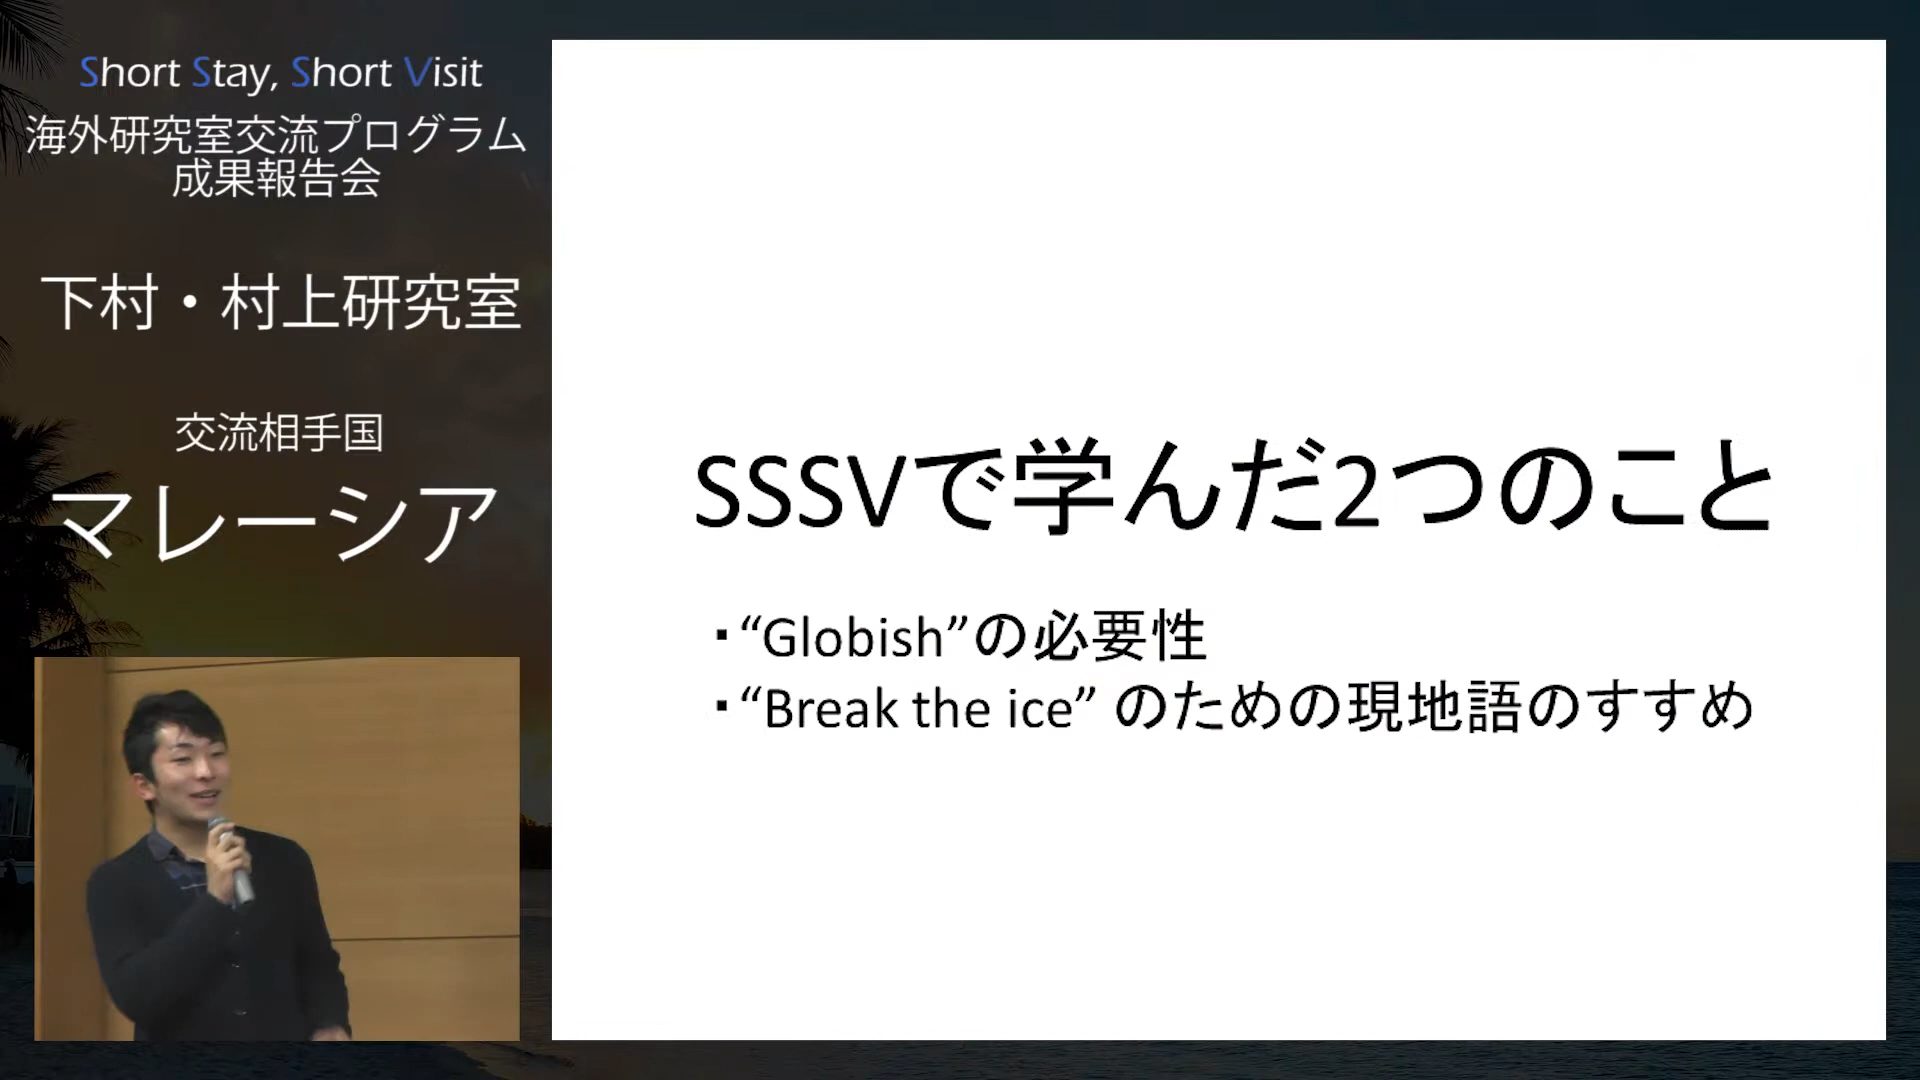 Short Stay, Short Visit
海外研究室交流プログラム
成果報告会
下村・村上研究室
交流相手国
マレーシア
SSSVで学んだ2つのこと
・“Globish”の必要性
・“Break the ice” のための現地語のすすめ